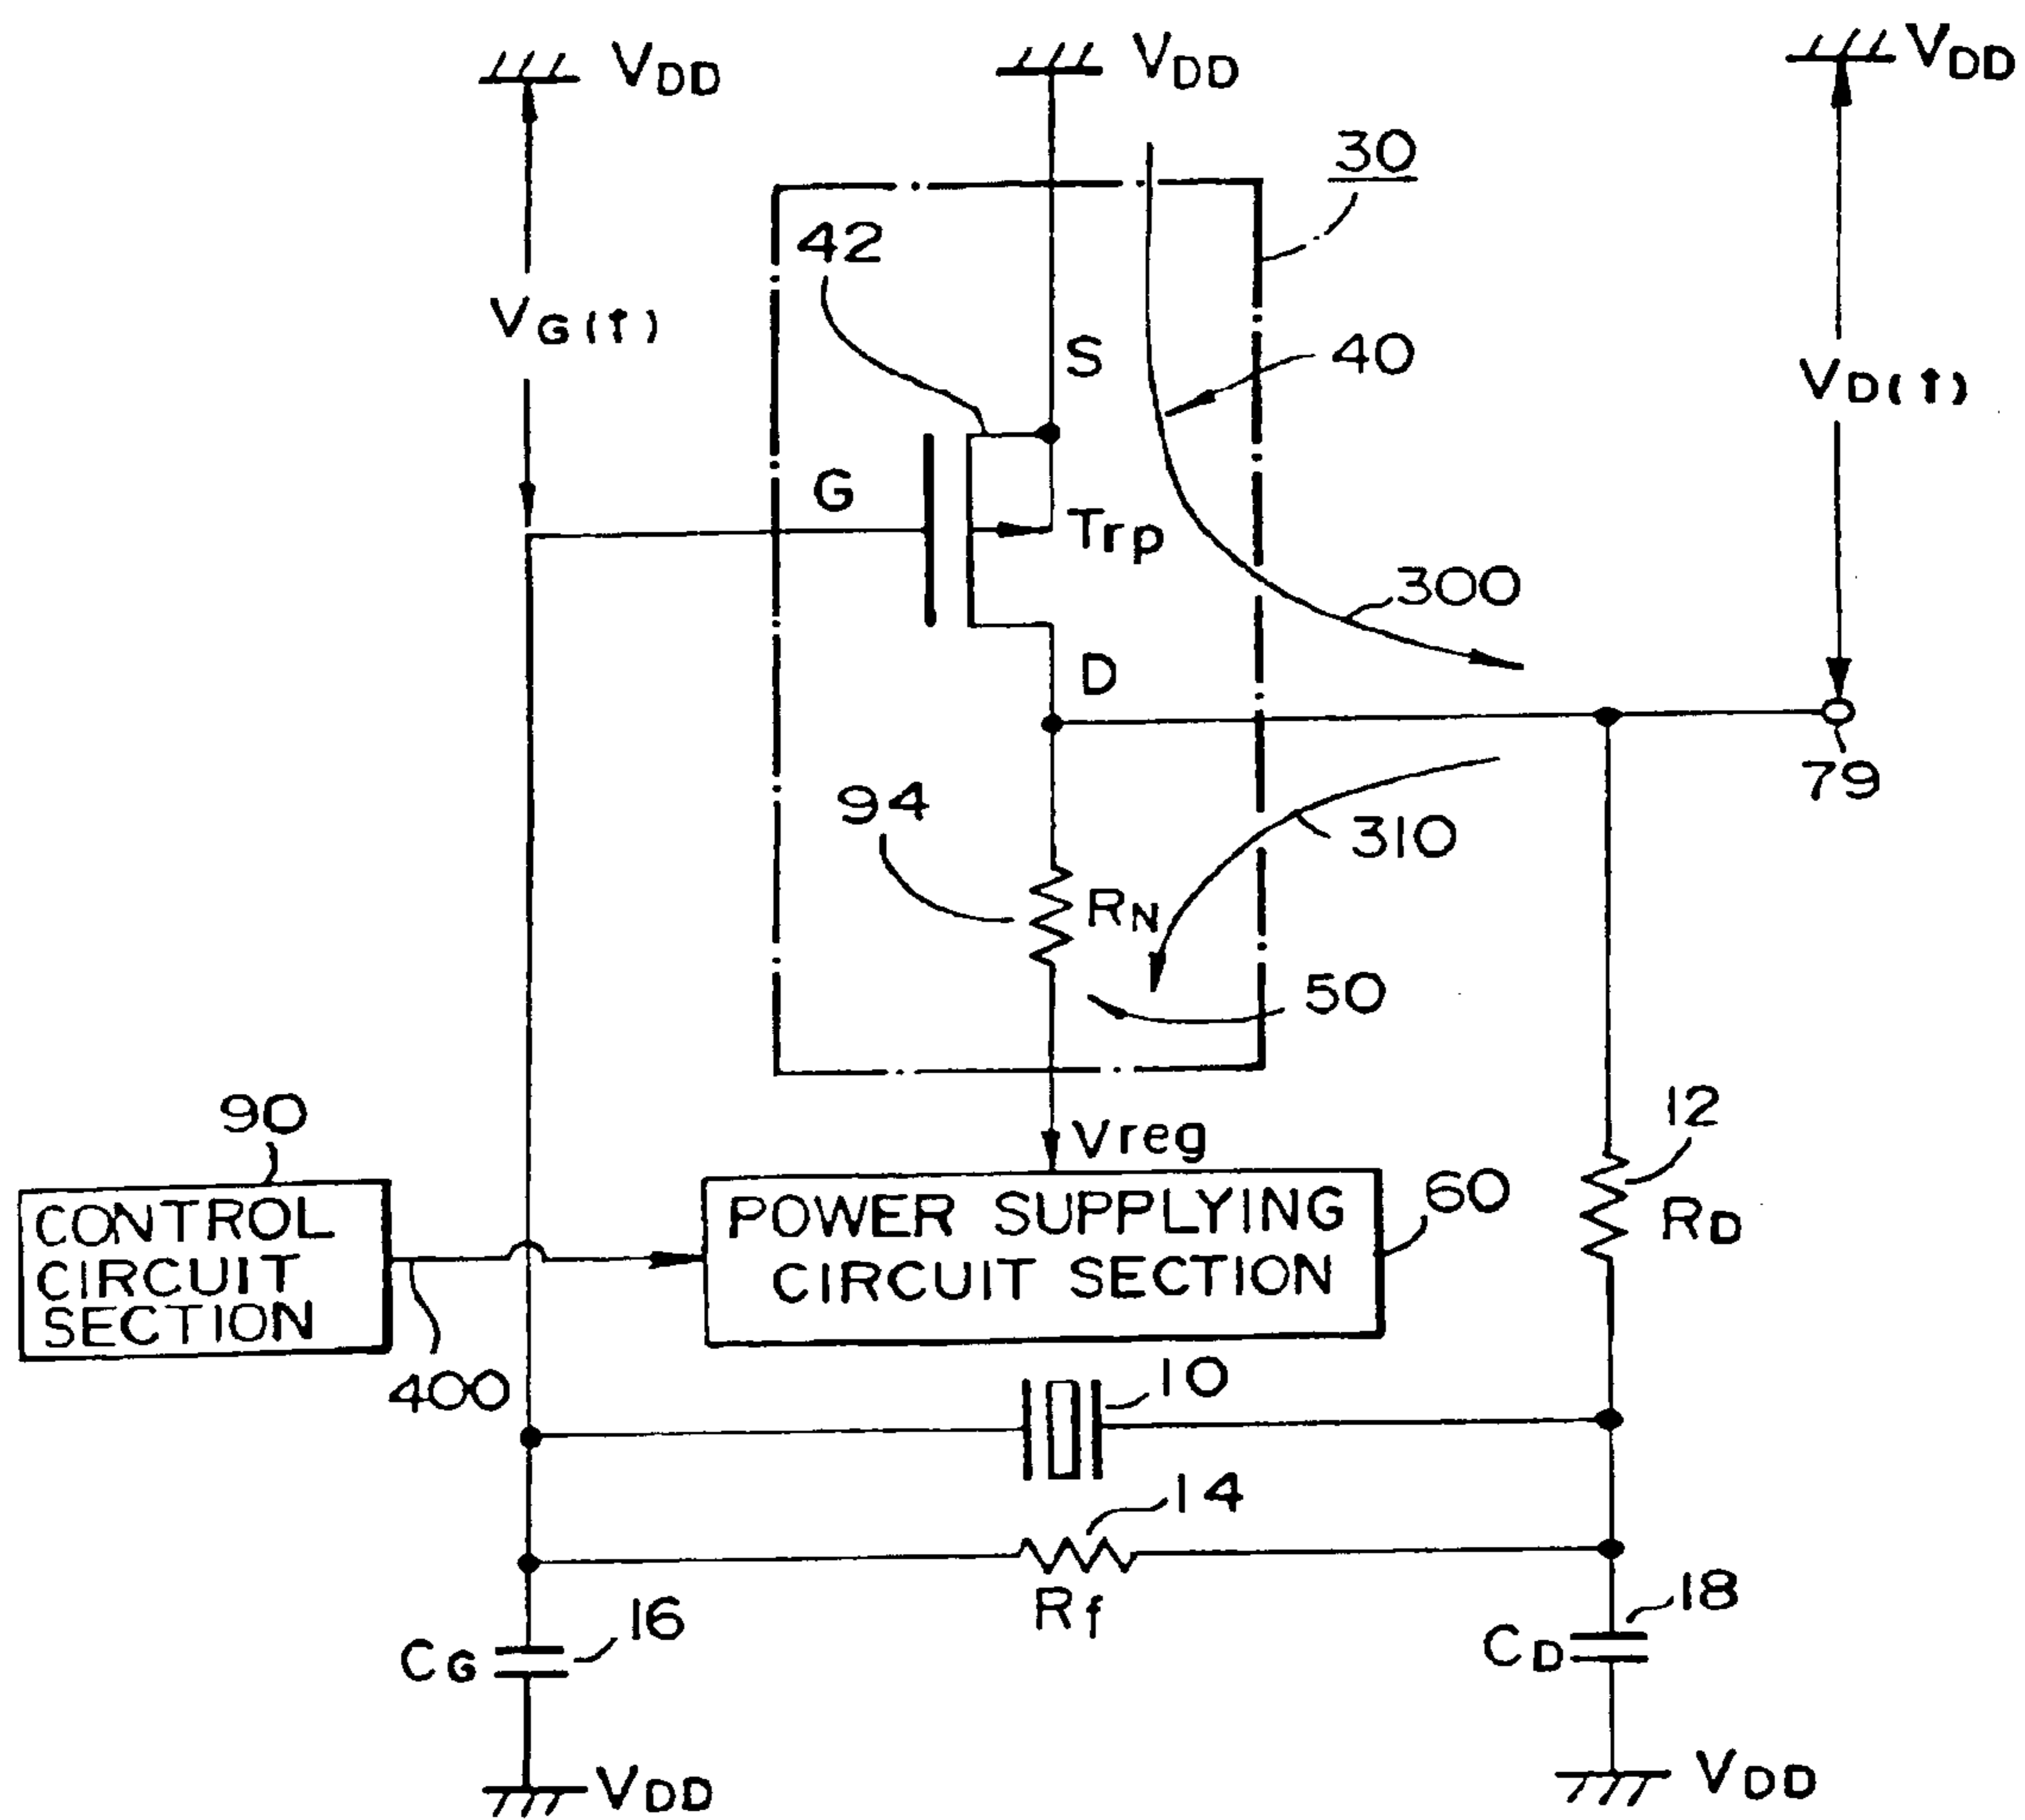 VDD
VDD
VDD
30
42
VG(t)
S
40
VD(t)
G
Trp
300
D
79
94
310
RN
50
90
Vreg
12
CONTROL
CIRCUIT
SECTION
POWER SUPPLYING
CIRCUIT SECTION
60
RD
400
10
14
Rf
16
18
CG
CD
VDD
VDD